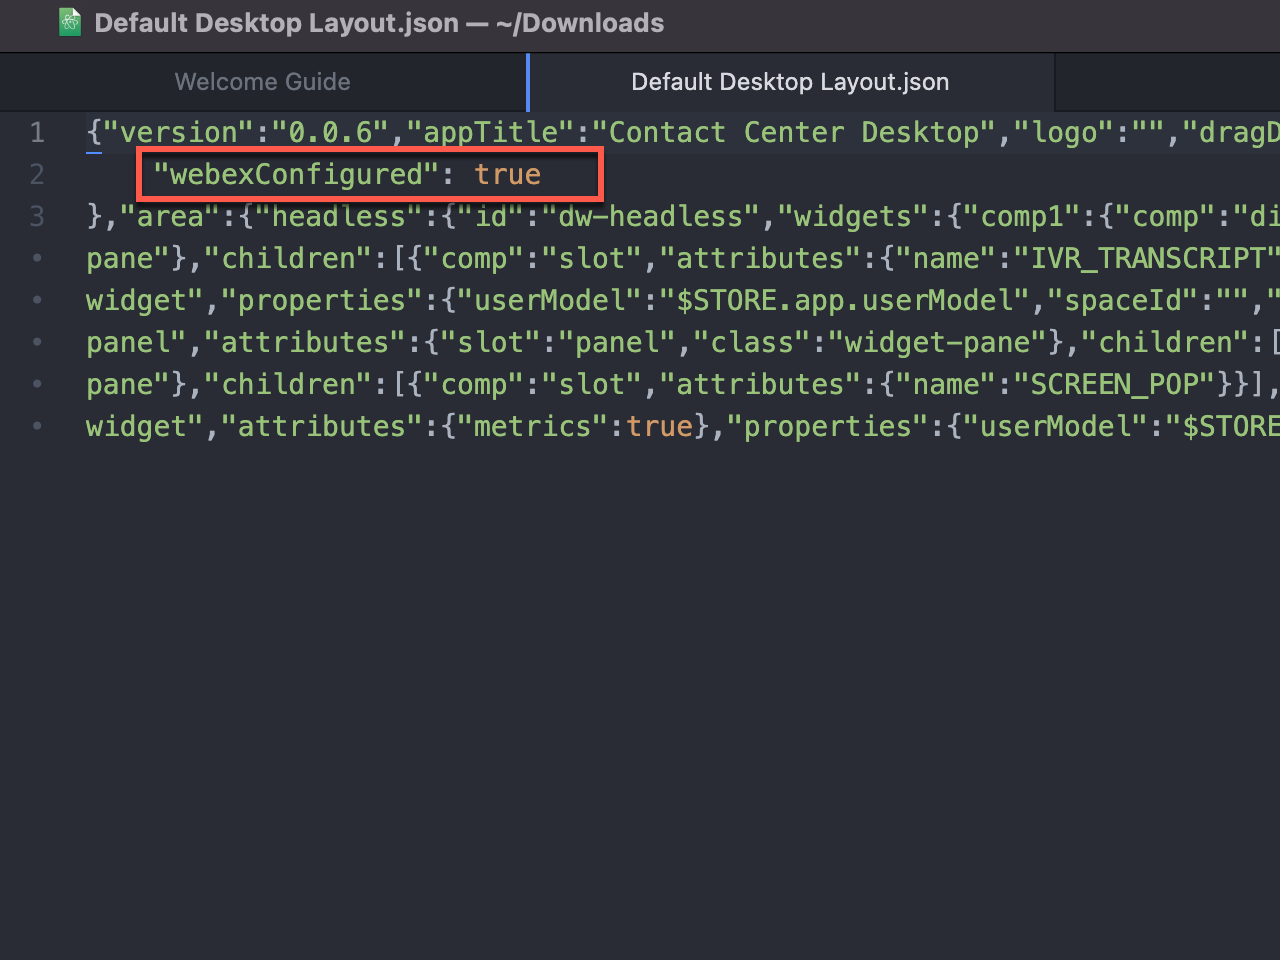 Default Desktop Layout.json — ~/Downloads
Welcome Guide
Default Desktop Layout.json
1 {"version":"0.0.6","appTitle":"Contact Center Desktop","logo":"","dragD
2 "webexConfigured": true
3 },"area":{"headless":{"id":"dw-headless","widgets":{"comp1":{"comp":"di
• pane"},"children":[{"comp":"slot","attributes":{"name":"IVR_TRANSCRIPT"
• widget","properties":{"userModel":"$STORE.app.userModel","spaceId":"","
• panel","attributes":{"slot":"panel","class":"widget-pane"},"children":[
• pane"},"children":[{"comp":"slot","attributes":{"name":"SCREEN_POP"}}],
• widget","attributes":{"metrics":true},"properties":{"userModel":"$STORE